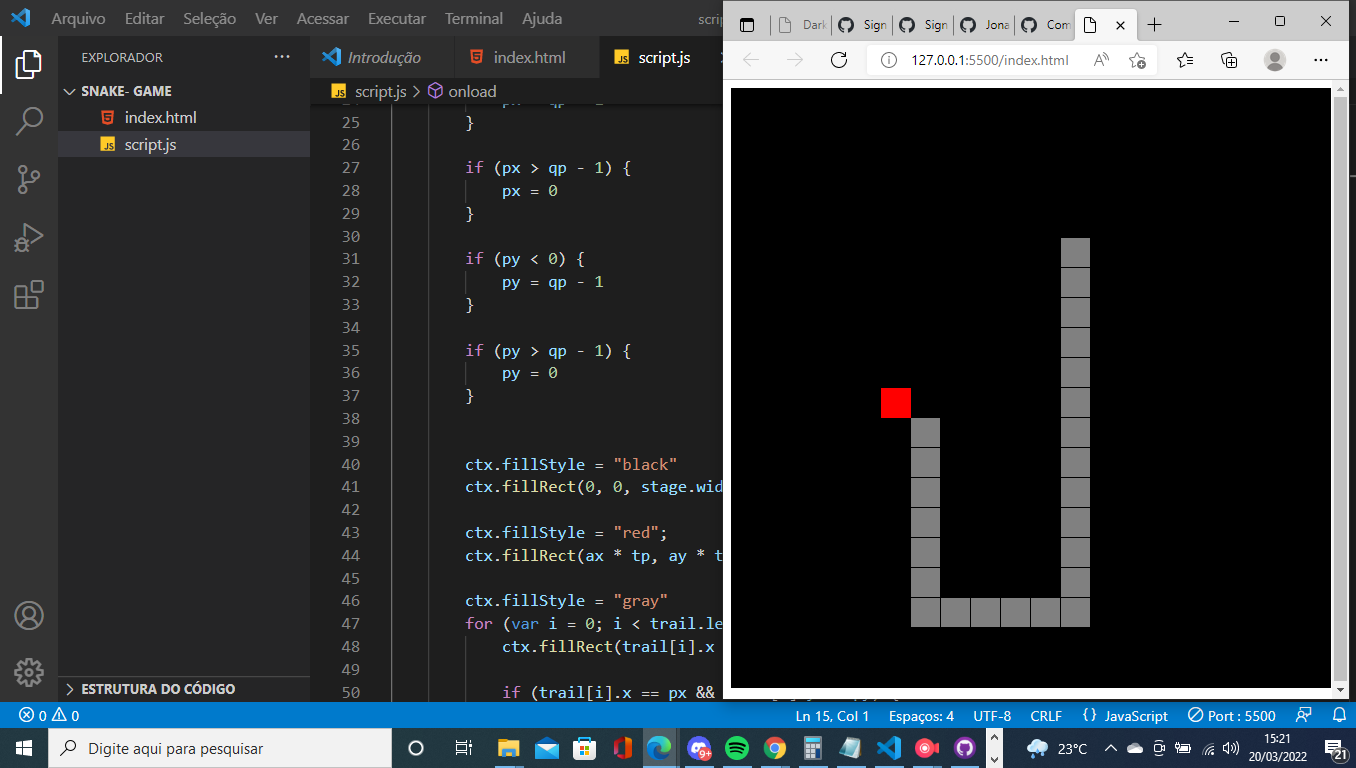 Arquivo Editar Seleção Ver Acessar Executar Terminal Ajuda scrip
Dark Sign Sign Jona Com
127.0.0.1:5500/index.html
EXPLORADOR
Introdução index.html JS script.js
SNAKE- GAME
JS script.js > onload
index.html
JS script.js
25 }
26
27 if (px > qp - 1) {
28 px = 0
29 }
30
31 if (py < 0) {
32 py = qp - 1
33 }
34
35 if (py > qp - 1) {
36 py = 0
37 }
38
39
40 ctx.fillStyle = "black"
41 ctx.fillRect(0, 0, stage.wid
42
43 ctx.fillStyle = "red";
44 ctx.fillRect(ax * tp, ay * t
45
46 ctx.fillStyle = "gray"
47 for (var i = 0; i < trail.le
48 ctx.fillRect(trail[i].x
49
50 if (trail[i].x == px &&
ESTRUTURA DO CÓDIGO
0 0 Ln 15, Col 1 Espaços: 4 UTF-8 CRLF {} JavaScript Port : 5500
Digite aqui para pesquisar
9+
23°C
15:21
20/03/2022
21